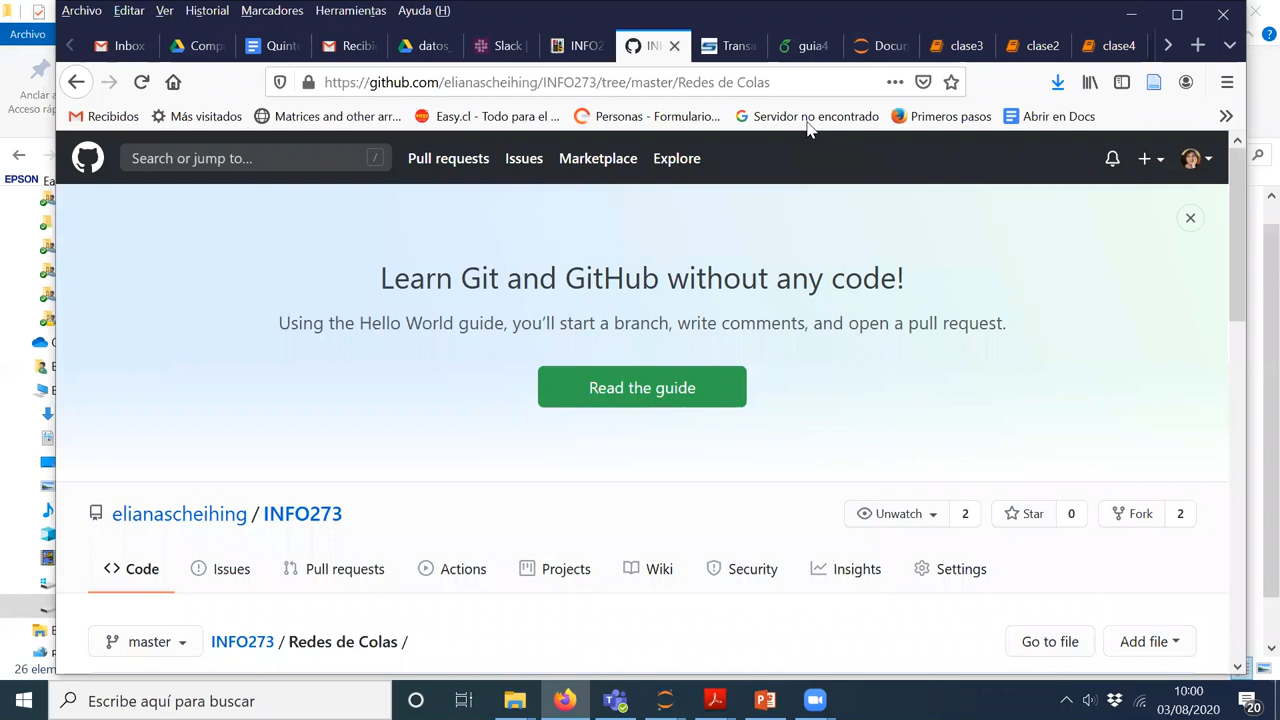 Archivo Editar Ver Historial Marcadores Herramientas Ayuda (H)
Archivo
Inbox Comp Quint Recibi datos_ Slack INFO2 IN Transa guia4 Docun clase3 clase2 clase4
Anclar a
Acceso ráp
https://github.com/elianascheihing/INFO273/tree/master/Redes de Colas
Recibidos Más visitados Matrices and other ar... Easy.cl - Todo para el ... Personas - Formulario... Servidor no encontrado Primeros pasos Abrir en Docs
Search or jump to... / Pull requests Issues Marketplace Explore
EPSON Ea
Learn Git and GitHub without any code!
Using the Hello World guide, you'll start a branch, write comments, and open a pull request.
Read the guide
elianascheihing / INFO273
Unwatch 2 Star 0 Fork 2
Code Issues Pull requests Actions Projects Wiki Security Insights Settings
master INFO273 / Redes de Colas / Go to file Add file
26 elem
Escribe aquí para buscar
10:00
03/08/2020
20